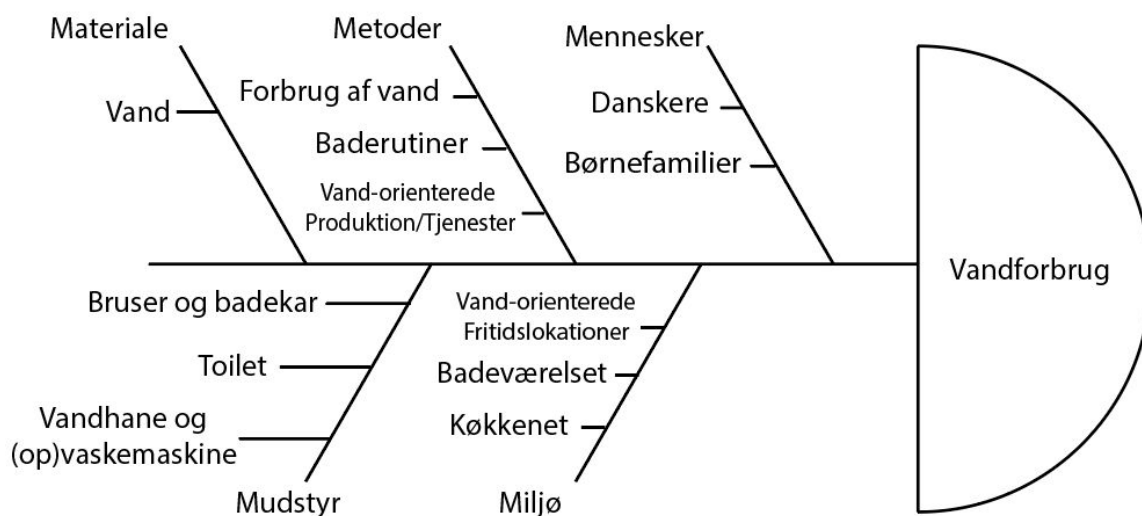 Materiale
Vand
Metoder
Forbrug af vand
Baderutiner
Vand-orienterede
Produktion/Tjenester
Mennesker
Danskere
Børnefamilier
Vandforbrug
Bruser og badekar
Toilet
Vandhane og
(op)vaskemaskine
Mudstyr
Vand-orienterede
Fritidslokationer
Badeværelset
Køkkenet
Miljø